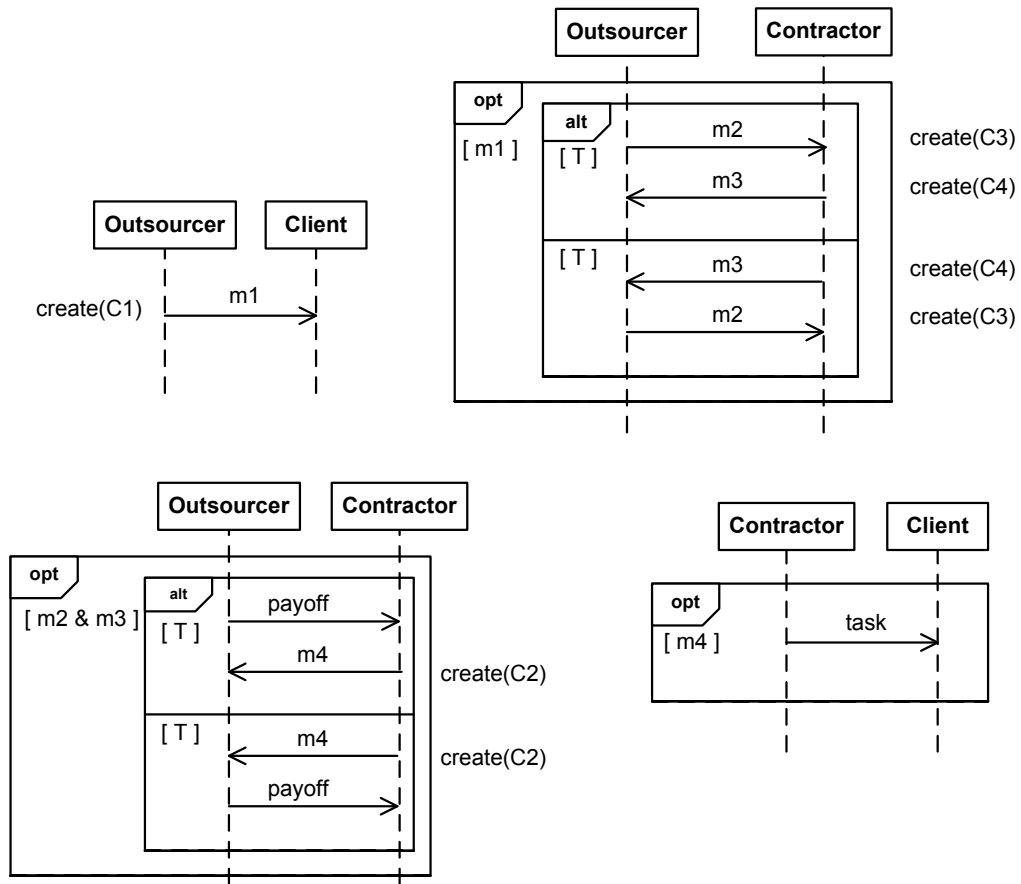 Outsourcer
Contractor
opt
[ m1 ]
alt
[ T ]
m2
create(C3)
m3
create(C4)
[ T ]
m3
create(C4)
m2
create(C3)
Outsourcer
Client
create(C1)
m1
Outsourcer
Contractor
opt
[ m2 & m3 ]
alt
[ T ]
payoff
m4
create(C2)
[ T ]
m4
create(C2)
payoff
Contractor
Client
opt
[ m4 ]
task